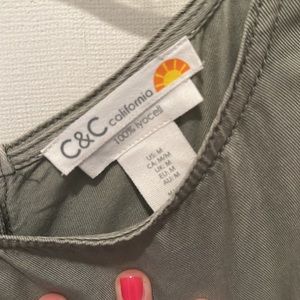 C&C california
100% lyocell
US: M
CA: M/M
UK: M
EU: M
AU: M